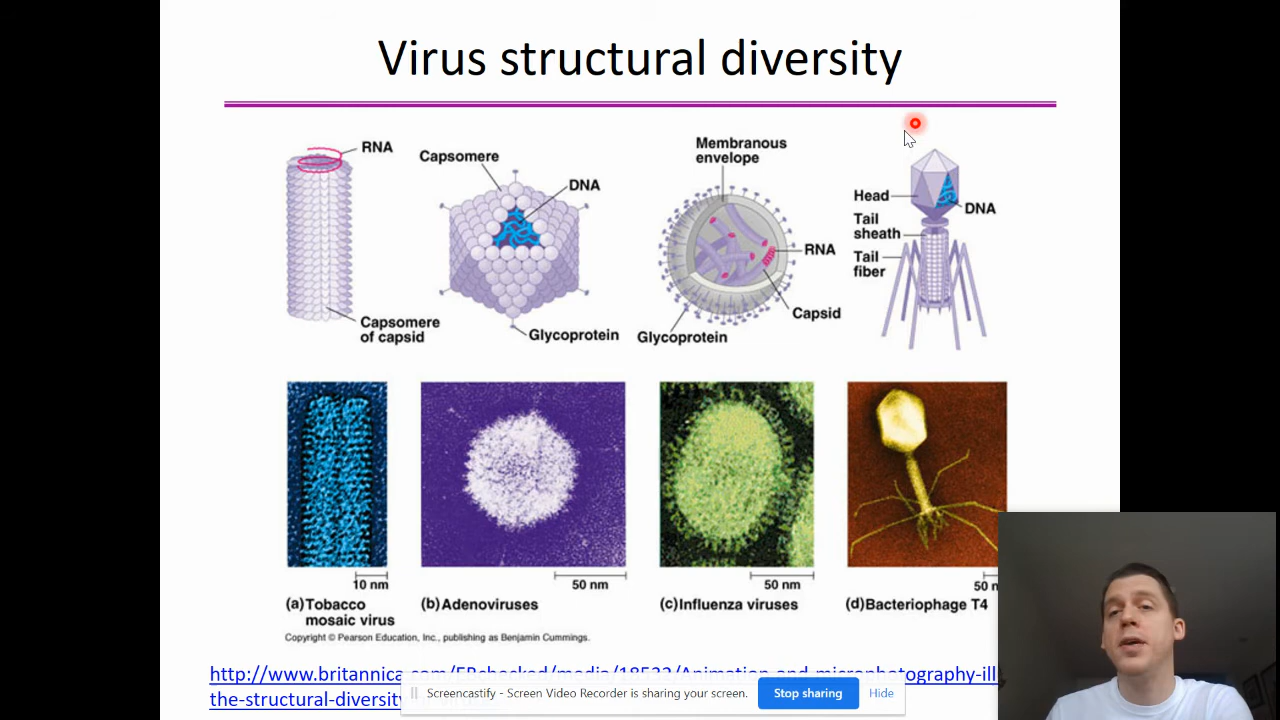 Virus structural diversity
RNA
Capsomere
of capsid
Capsomere
DNA
Glycoprotein
Membranous
envelope
RNA
Capsid
Glycoprotein
Head
DNA
Tail
sheath
Tail
fiber
10 nm
50 nm
50 nm
50
(a) Tobacco
mosaic virus
(b) Adenoviruses
(c) Influenza viruses
(d) Bacteriophage T4
Copyright © Pearson Education, Inc., publishing as Benjamin Cummings.
http://www.britannica.com/
the-structural-diversity
Screencastify - Screen Video Recorder is sharing your screen.
Stop sharing
Hide